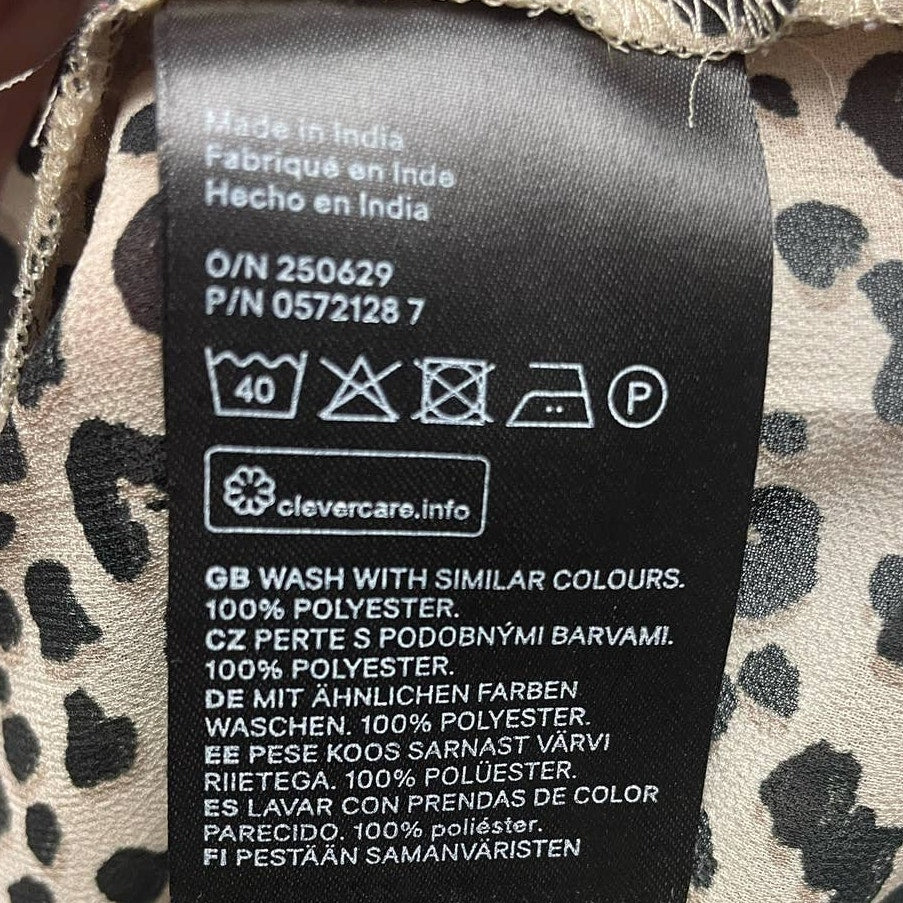 Made in India
Fabriqué en Inde
Hecho en India
O/N 250629
P/N 0572128 7
40 P
clevercare.info
GB WASH WITH SIMILAR COLOURS.
100% POLYESTER.
CZ PERTE S PODOBNÝMI BARVAMI.
100% POLYESTER.
DE MIT ÄHNLICHEN FARBEN
WASCHEN. 100% POLYESTER.
EE PESE KOOS SARNAST VÄRVI
RIIETEGA. 100% POLÜESTER.
ES LAVAR CON PRENDAS DE COLOR
PARECIDO. 100% poliéster.
FI PESTÄÄN SAMANVÄRISTEN